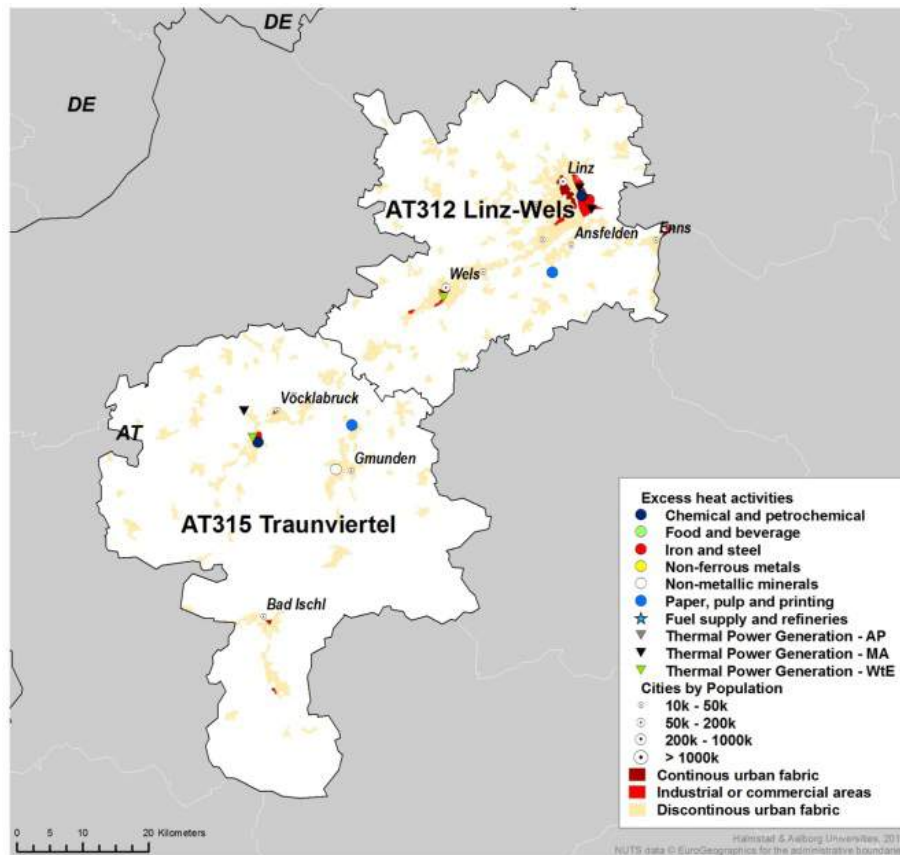 DE
DE
Linz
AT312 Linz-Wels
Ansfelden
Enns
Wels
Vöcklabruck
AT
Gmunden
AT315 Traunviertel
Bad Ischl
Excess heat activities
Chemical and petrochemical
Food and beverage
Iron and steel
Non-ferrous metals
Non-metallic minerals
Paper, pulp and printing
Fuel supply and refineries
Thermal Power Generation - AP
Thermal Power Generation - MA
Thermal Power Generation - WtE
Cities by Population
10k - 50k
50k - 200k
200k - 1000k
> 1000k
Continous urban fabric
Industrial or commercial areas
Discontinous urban fabric
0 5 10 20 Kilometers
Halmstad & Aalborg Universities, 201
NUTS data © EuroGeographics for the administrative boundarie